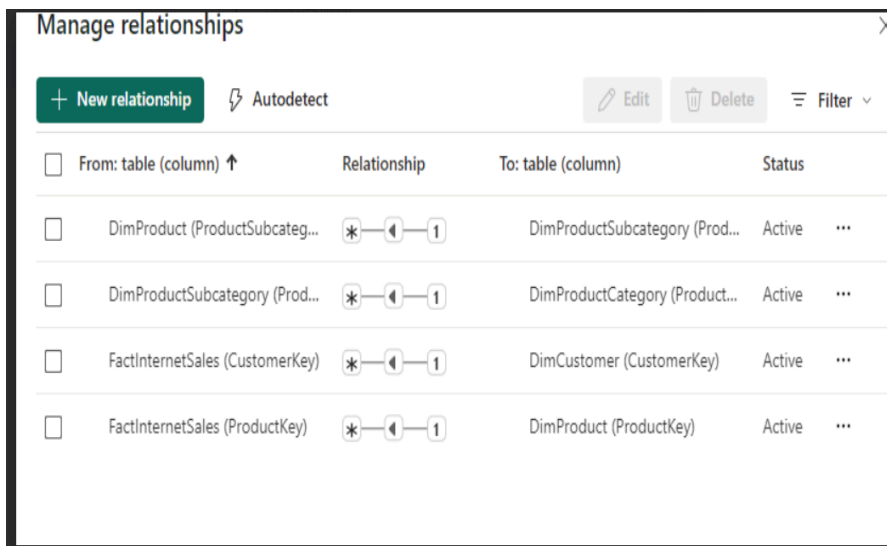 Manage relationships
New relationship Autodetect Edit Delete Filter
From: table (column) Relationship To: table (column) Status
DimProduct (ProductSubcateg... * 1 DimProductSubcategory (Prod... Active ...
DimProductSubcategory (Prod... * 1 DimProductCategory (Product... Active ...
FactInternetSales (CustomerKey) * 1 DimCustomer (CustomerKey) Active ...
FactInternetSales (ProductKey) * 1 DimProduct (ProductKey) Active ...